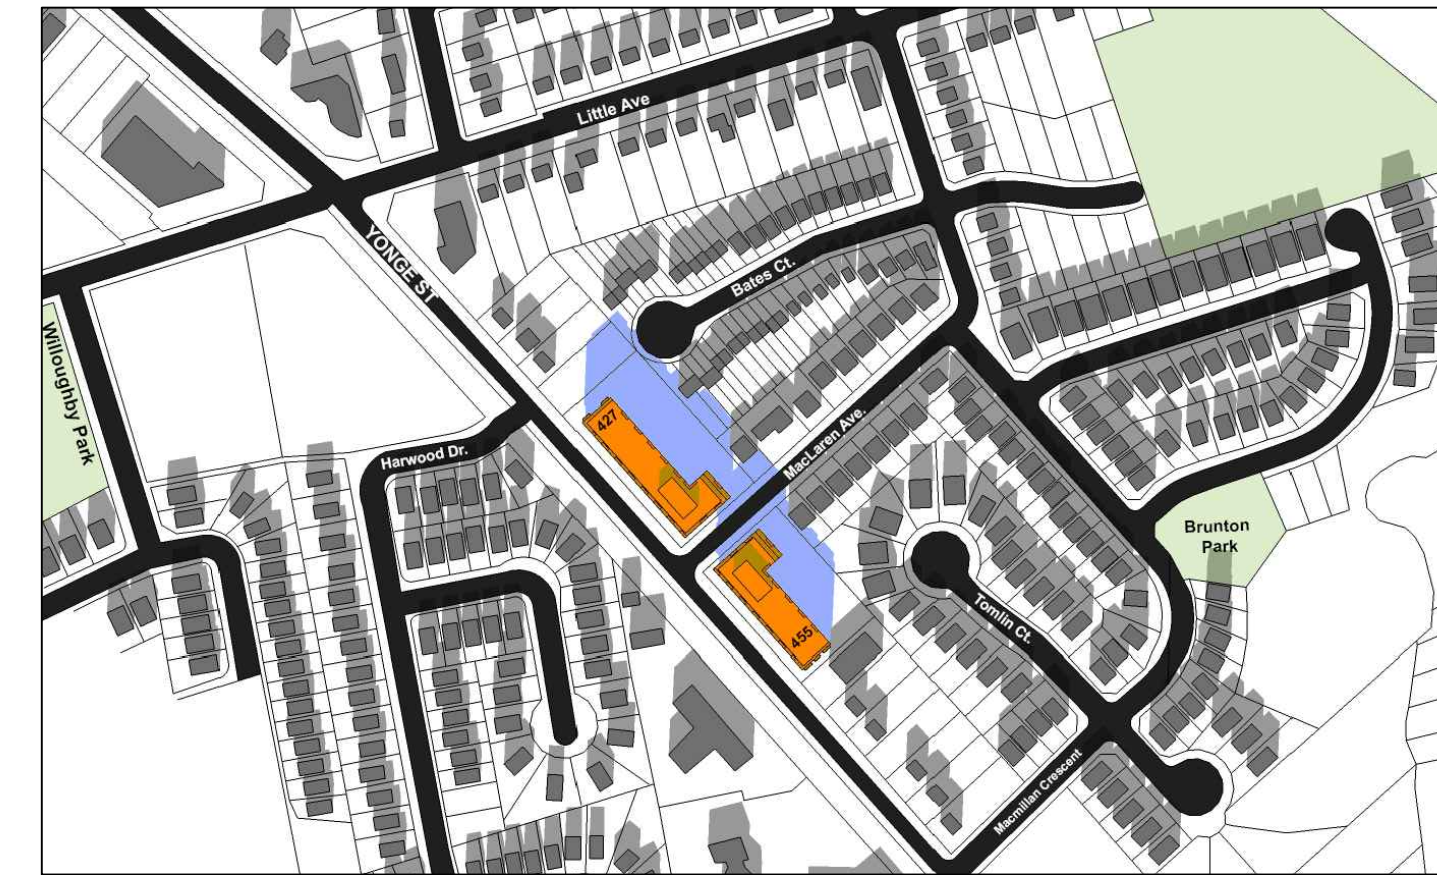 Little Ave
YONGE ST
Bates Ct.
Willoughby Park
427
MacLaren Ave.
Harwood Dr.
Brunton
Park
Tomlin Ct.
455
Macmillan Crescent